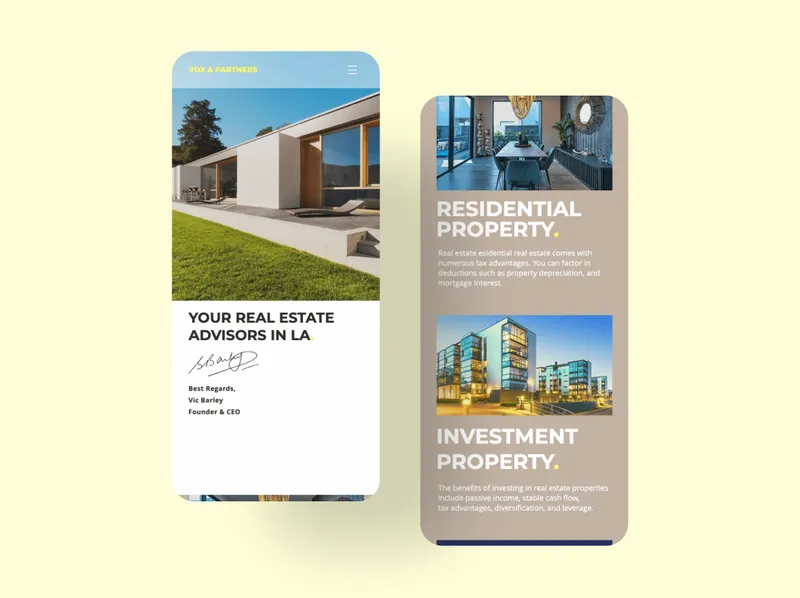 VOX & PARTNERS
YOUR REAL ESTATE
ADVISORS IN LA.
Best Regards,
Vic Barley
Founder & CEO
RESIDENTIAL
PROPERTY.
Real estate esidential real estate comes with
numerous tax advantages. You can factor in
deductions such as property depreciation, and
mortgage interest.
INVESTMENT
PROPERTY.
The benefits of investing in real estate properties
include passive income, stable cash flow,
tax advantages, diversification, and leverage.